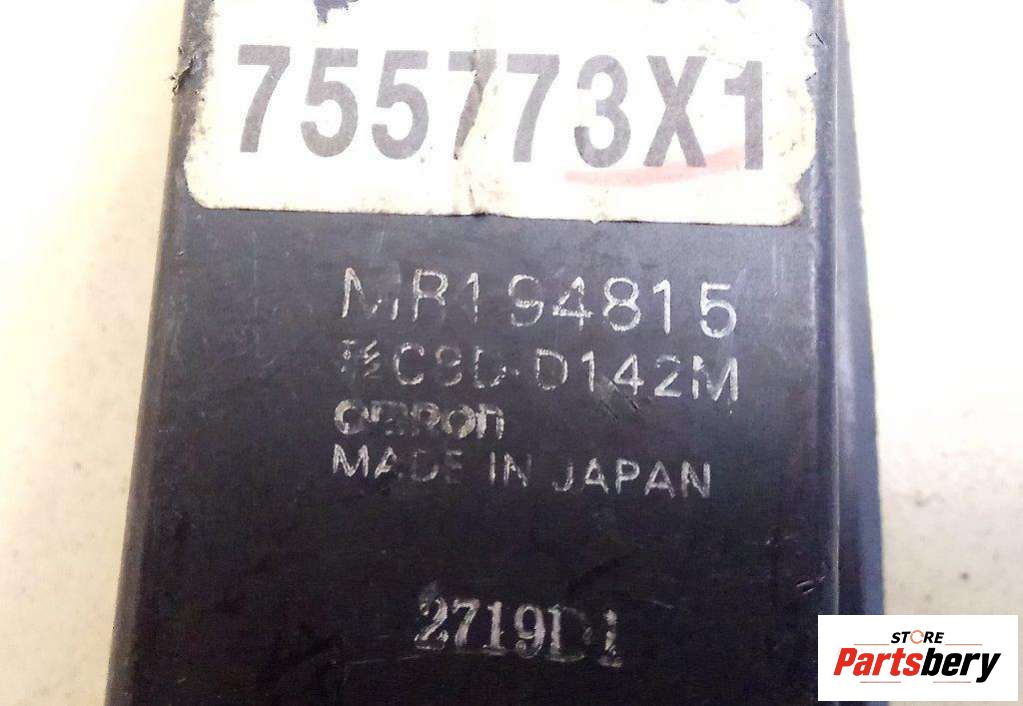 755773X1
MR194815
C8D-D142M
OMRON
MADE IN JAPAN
2719D1
STORE
Partsbery